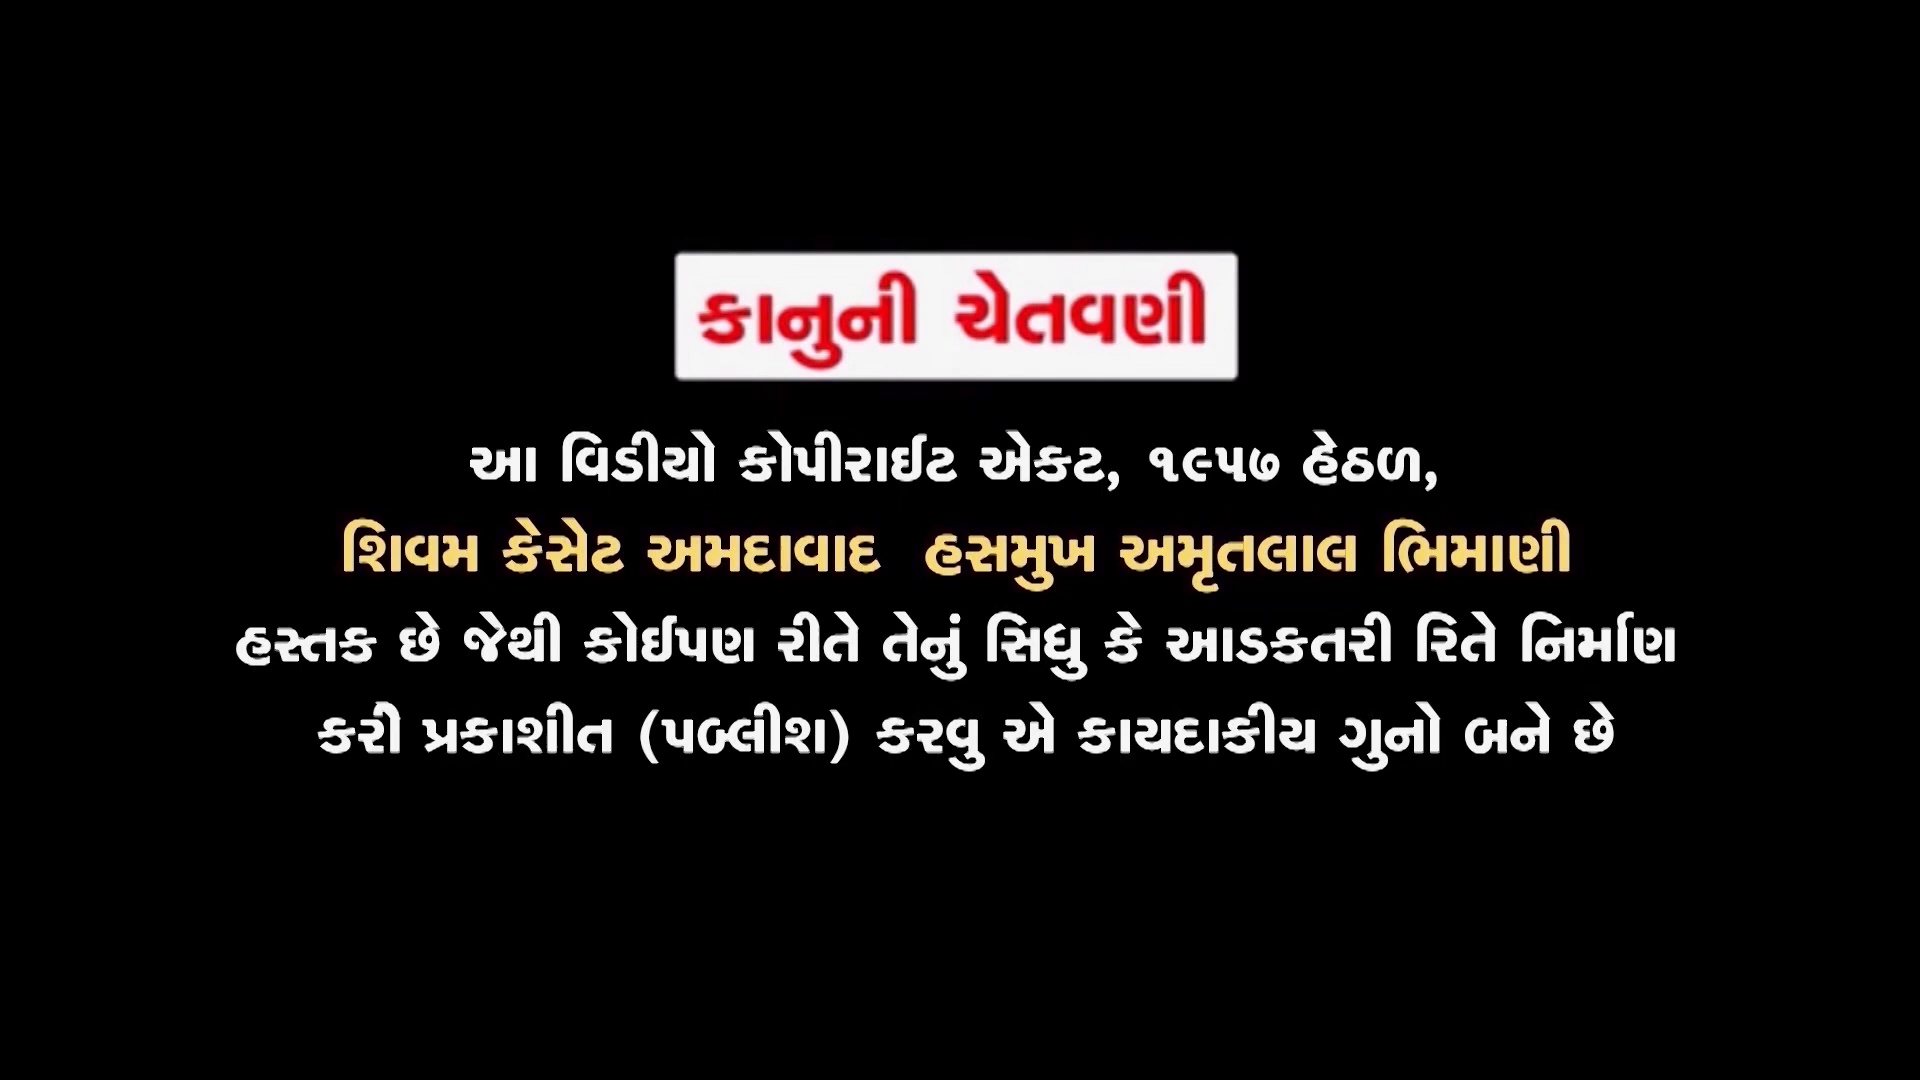 કાનુની ચેતવણી
આ વિડીયો કોપીરાઈટ એકટ, ૧૯૫૭ હેઠળ,
શિવમ કેસેટ અમદાવાદ હસમુખ અમૃતલાલ ભિમાણી
હસ્તક છે જેથી કોઈપણ રીતે તેનું સિધુ કે આડકતરી રિતે નિર્માણ
કરી પ્રકાશીત (પબ્લીશ) કરવુ એ કાયદાકીય ગુનો બને છે